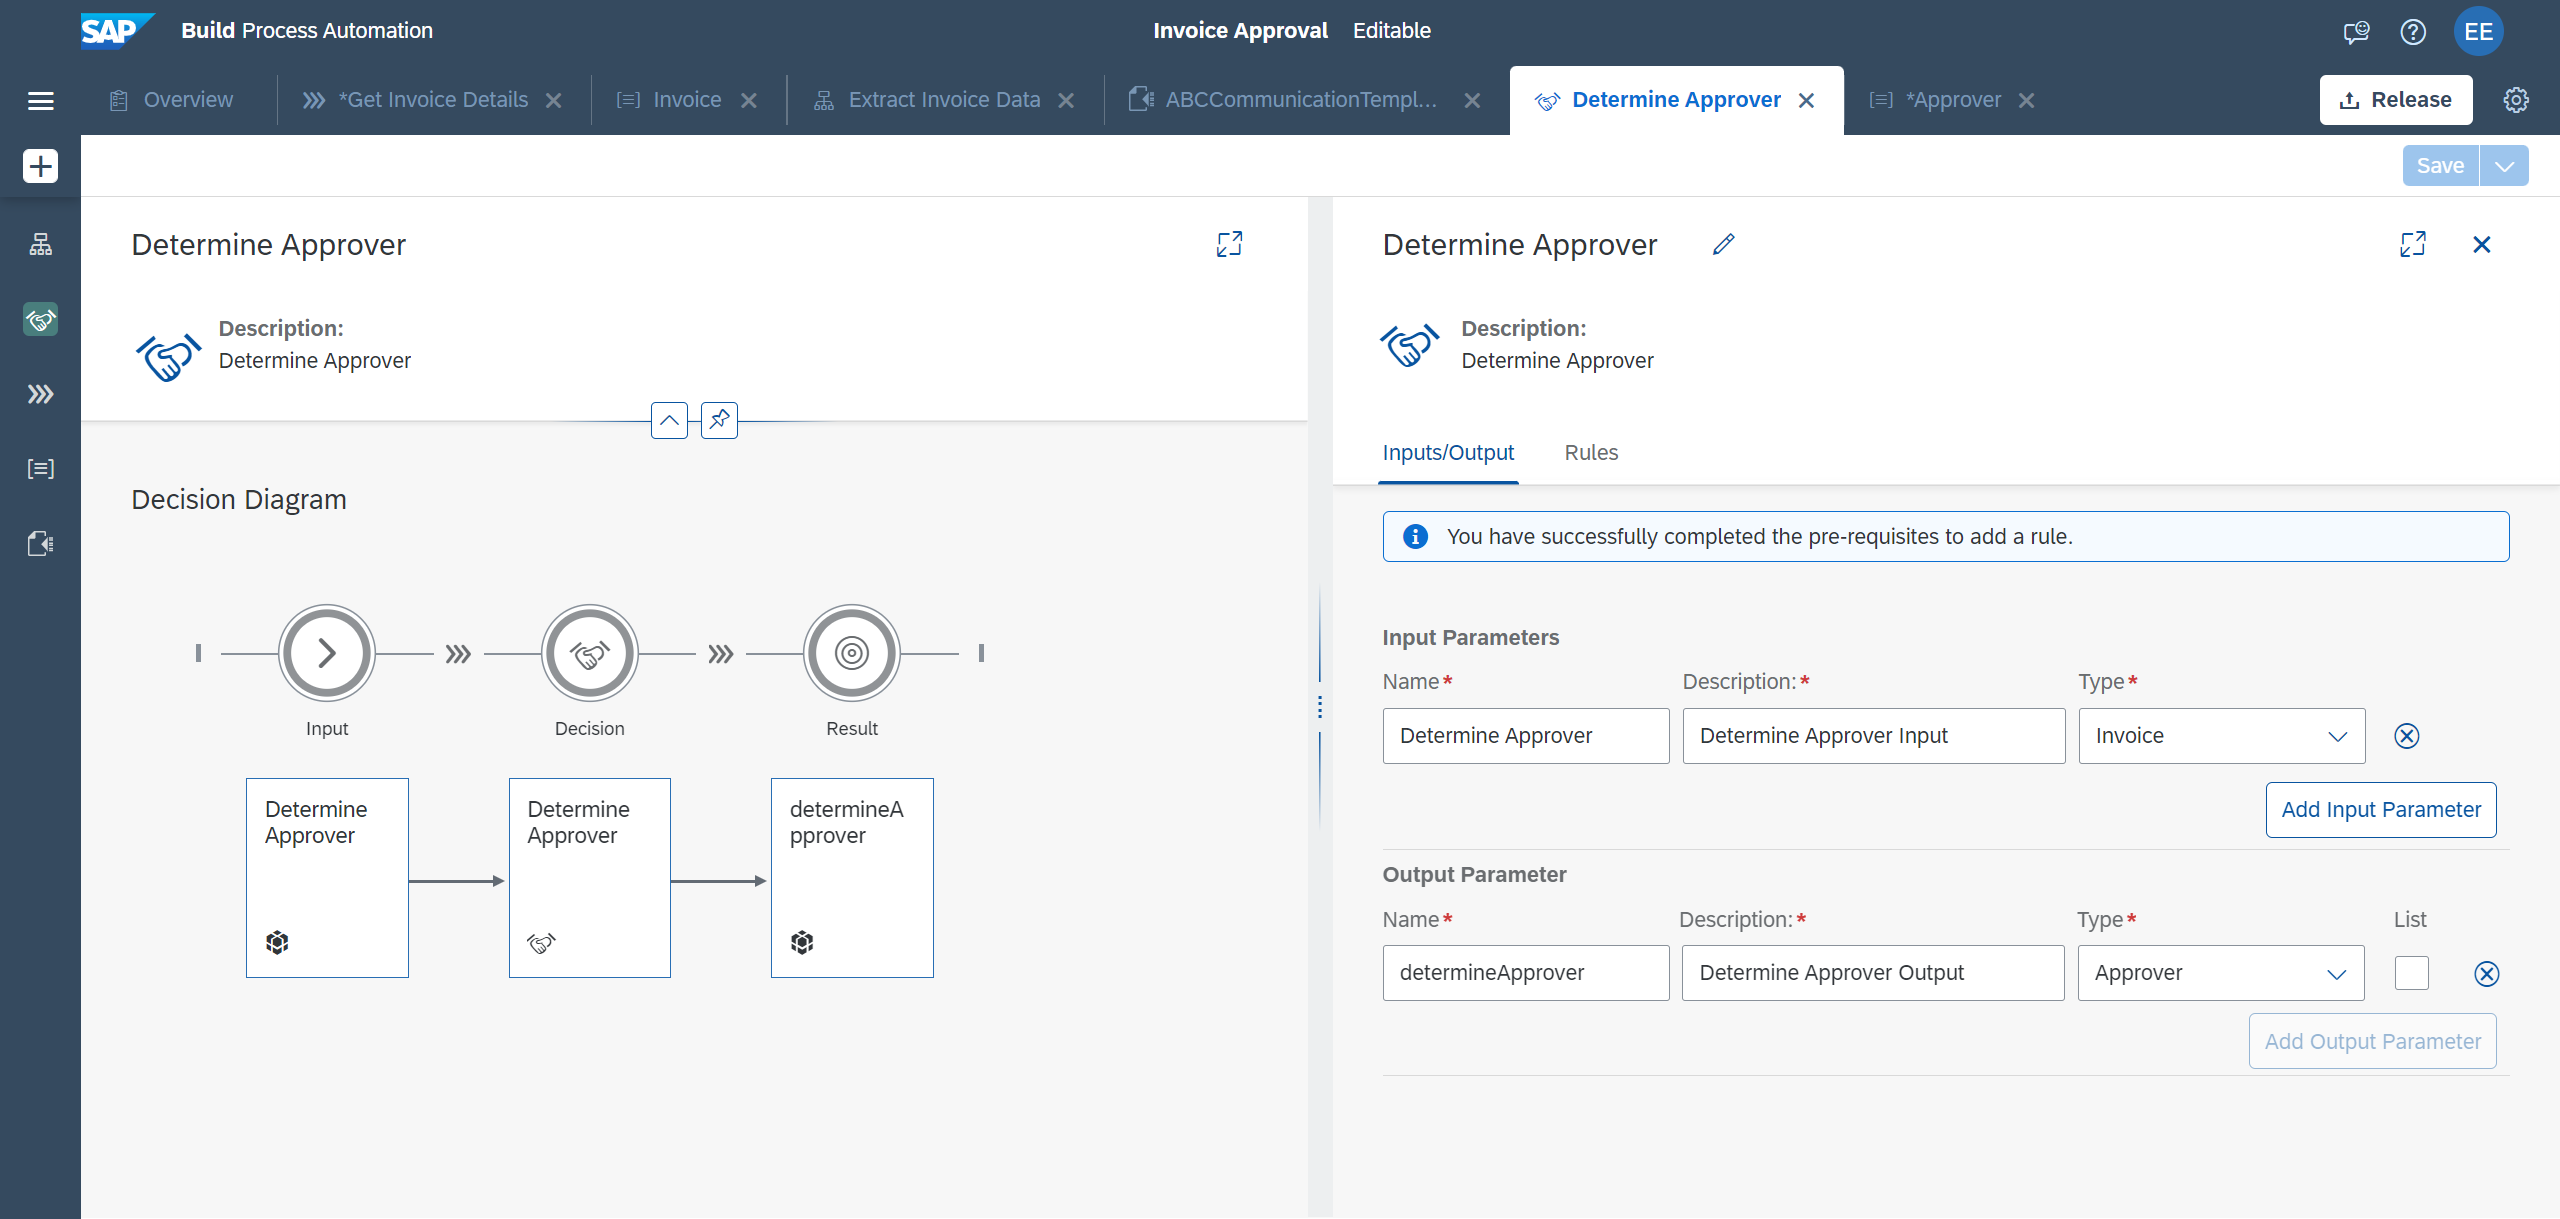 SAP Build Process Automation
Invoice Approval Editable
EE
Overview
*Get Invoice Details
Invoice
Extract Invoice Data
ABCCommunicationTempl...
Determine Approver
*Approver
Release
Save
Determine Approver
Description:
Determine Approver
Decision Diagram
Input
Decision
Result
Determine
Approver
Determine
Approver
determineA
pprover
Determine Approver
Description:
Determine Approver
Inputs/Output
Rules
You have successfully completed the pre-requisites to add a rule.
Input Parameters
Name* Description:* Type*
Determine Approver Determine Approver Input Invoice
Add Input Parameter
Output Parameter
Name* Description:* Type* List
determineApprover Determine Approver Output Approver
Add Output Parameter